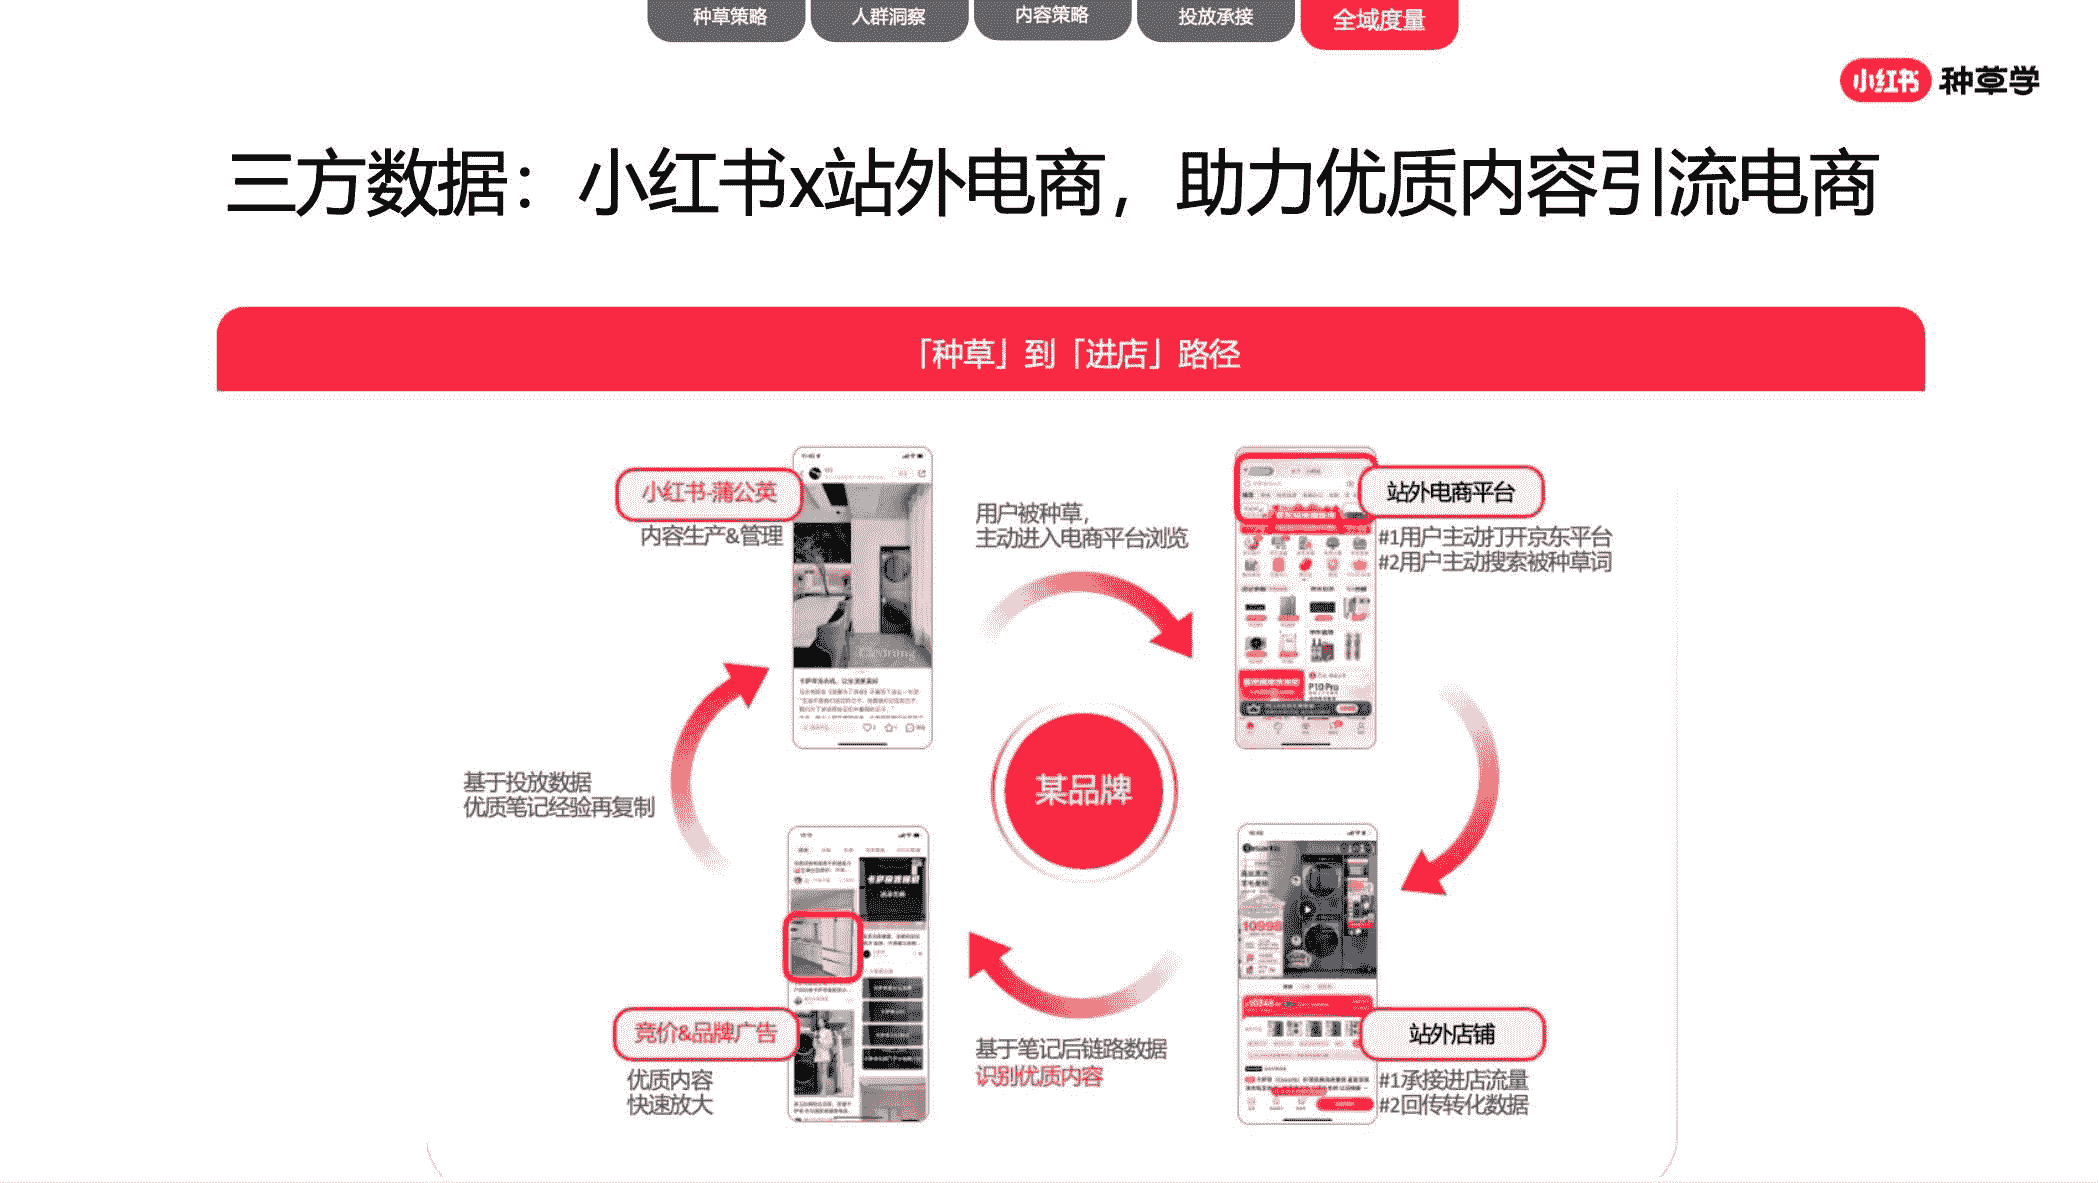 种草策略
人群洞察
内容策略
投放承接
全域度量
小红书 种草学
三方数据：小红书x站外电商，助力优质内容引流电商
「种草」到「进店」路径
小红书-蒲公英
内容生产&管理
用户被种草，
主动进入电商平台浏览
站外电商平台
#1用户主动打开京东平台
#2用户主动搜索被种草词
基于投放数据
优质笔记经验再复制
某品牌
竞价&品牌广告
优质内容
快速放大
基于笔记后链路数据
识别优质内容
站外店铺
#1承接进店流量
#2回传转化数据
P10 Pro
10998